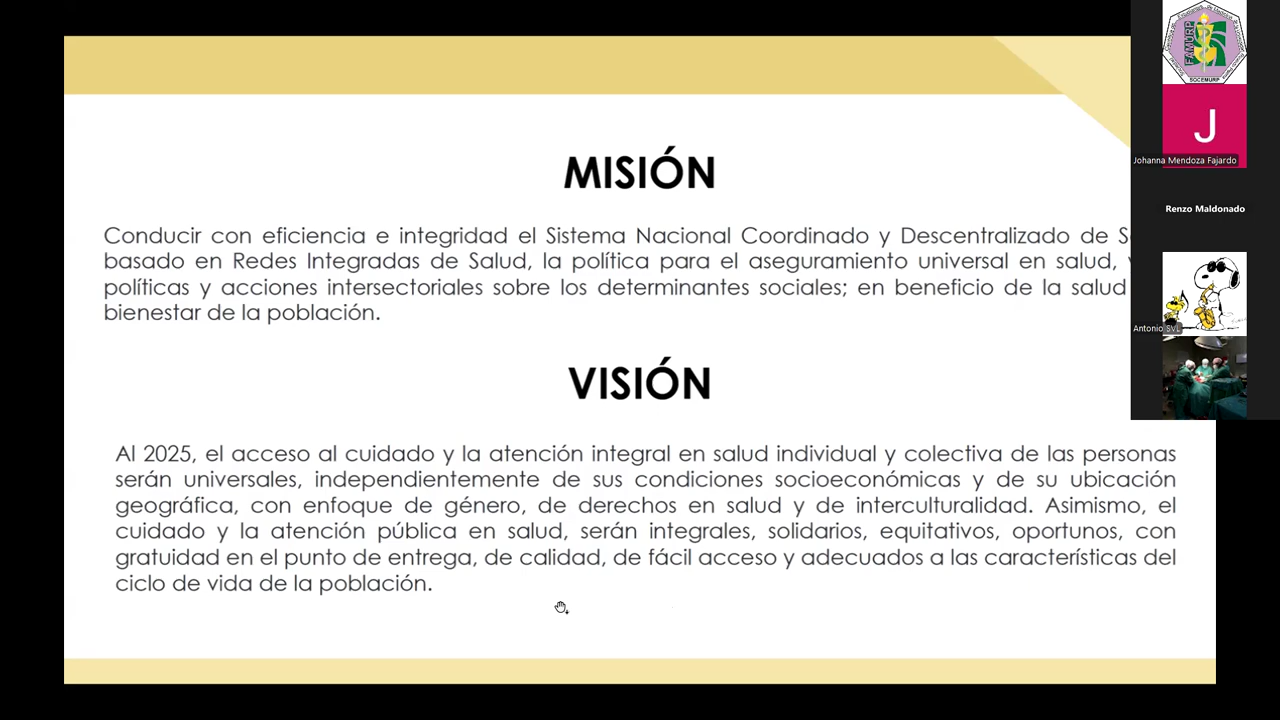 MISIÓN
Conducir con eficiencia e integridad el Sistema Nacional Coordinado y Descentralizado de
basado en Redes Integradas de Salud, la política para el aseguramiento universal en salud,
políticas y acciones intersectoriales sobre los determinantes sociales; en beneficio de la salud
bienestar de la población.
VISIÓN
Al 2025, el acceso al cuidado y la atención integral en salud individual y colectiva de las personas
serán universales, independientemente de sus condiciones socioeconómicas y de su ubicación
geográfica, con enfoque de género, de derechos en salud y de interculturalidad. Asimismo, el
cuidado y la atención pública en salud, serán integrales, solidarios, equitativos, oportunos, con
gratuidad en el punto de entrega, de calidad, de fácil acceso y adecuados a las características del
ciclo de vida de la población.
FAMURP
SOCEMURP
J
Johanna Mendoza Fajardo
Renzo Maldonado
Antonio SVL